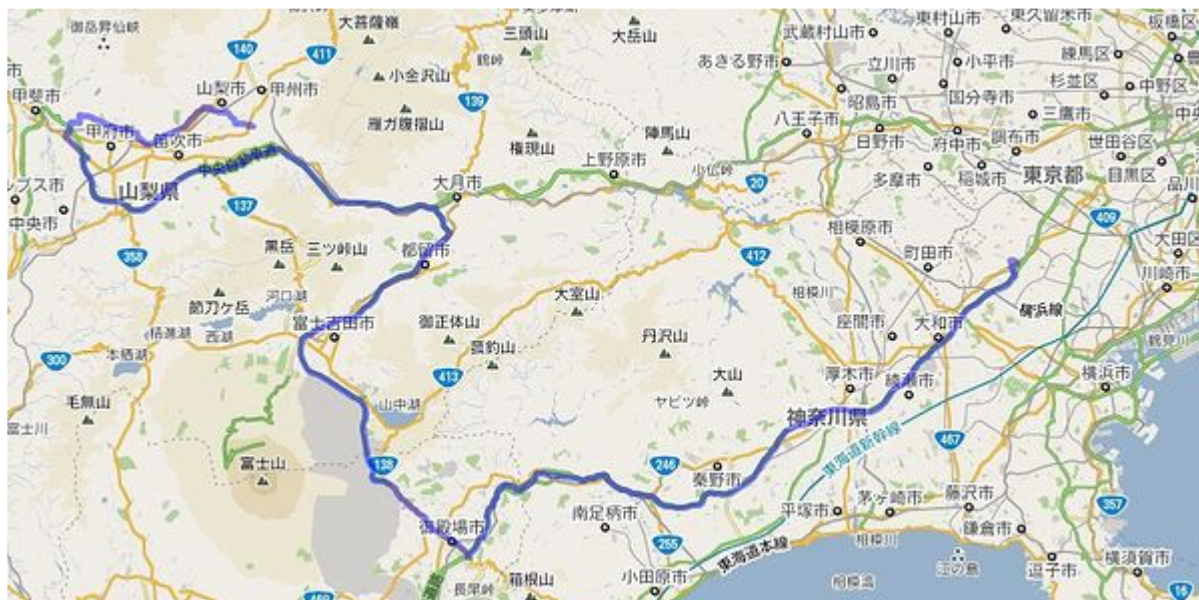 御岳昇仙峡
大菩薩嶺
三頭山
大岳山
武蔵村山市
東村山市
東久留米市
板橋区
140
411
鶴峠
あきる野市
立川市
小平市
練馬区
小金沢山
杉並区
中野区
甲斐市
山梨市
甲州市
139
昭島市
国分寺市
三鷹市
雁ガ腹摺山
八王子市
甲府市
笛吹市
権現山
陣馬山
日野市
府中市
調布市
世田谷区
中央自動車道
上野原市
小仏峠
多摩市
稲城市
東京都
目黒区
品川
山梨県
大月市
20
中央市
137
409
358
黒岳
三ツ峠山
都留市
412
相模原市
町田市
大田区
川崎市
節刀ケ岳
河口湖
大室山
相模川
横浜線
精進湖
西湖
富士吉田市
御正体山
丹沢山
座間市
大和市
300
本栖湖
菰釣山
鶴見川
413
大山
厚木市
綾瀬市
横浜市
毛無山
山中湖
ヤビツ峠
神奈川県
富士川
東海道新幹線
467
富士山
138
246
秦野市
357
御殿場市
南足柄市
平塚市
茅ヶ崎市
藤沢市
鎌倉市
255
東海道本線
相模川
江の島
逗子市
横須賀市
長尾峠
箱根山
小田原市
相模湾
16
469